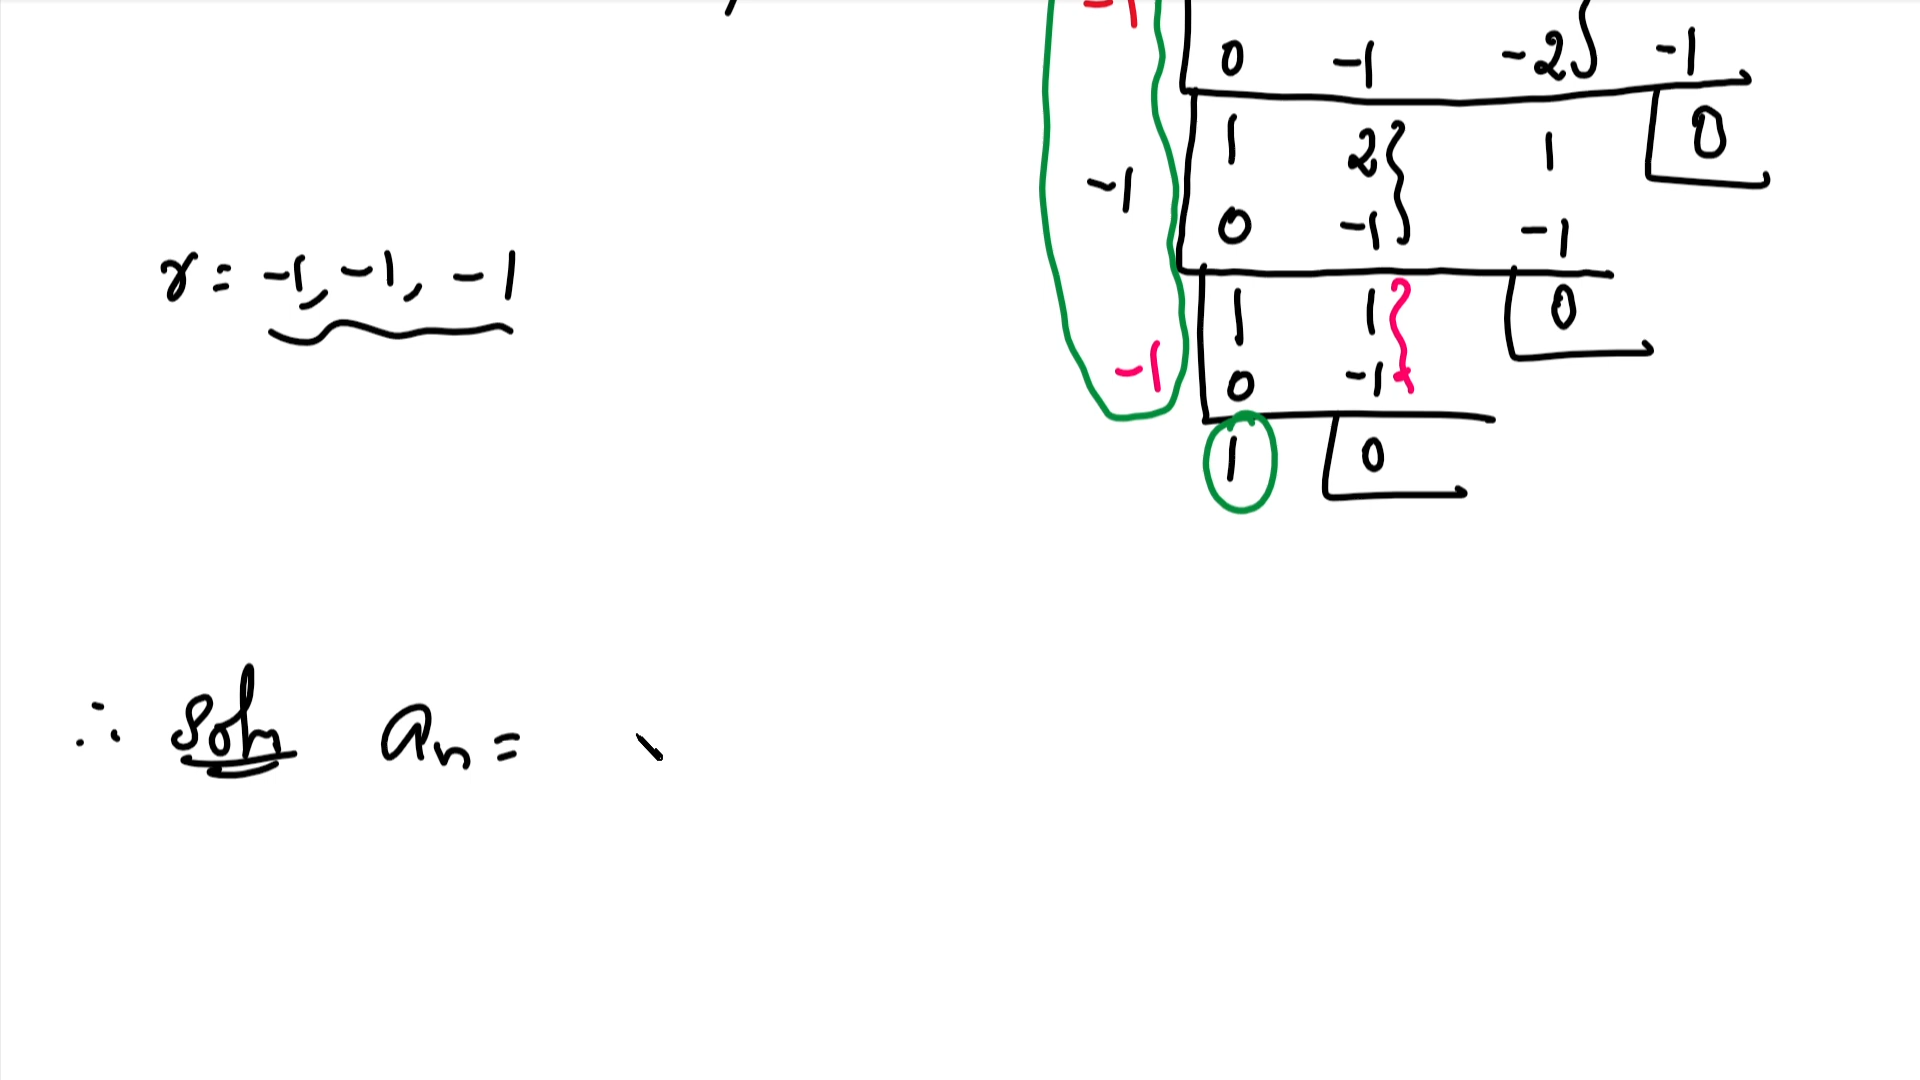 -1
0 -1 -2 -1
1 2 1 0
-1
0 -1 -1
r = -1, -1, -1
1 1 0
-1
0 -1
1 0
∴ Soln an =